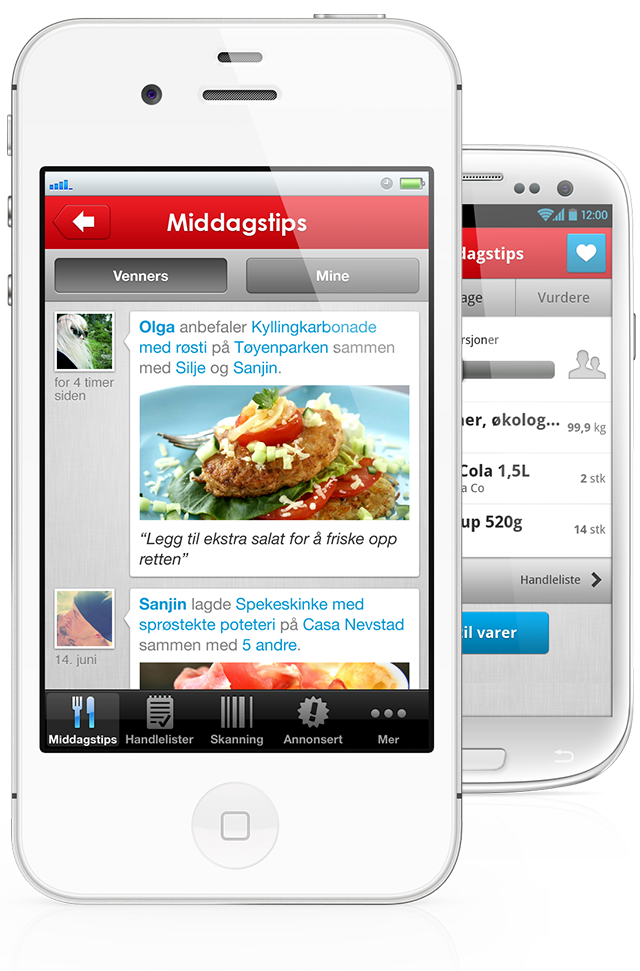 Middagstips
Venners
Mine
Olga anbefaler Kyllingkarbonade
med røsti på Tøyenparken sammen
med Silje og Sanjin.
for 4 timer
siden
“Legg til ekstra salat for å friske opp
retten”
Sanjin lagde Spekeskinke med
sprøstekte poteteri på Casa Nevstad
sammen med 5 andre.
14. juni
Middagstips
Handlelister
Skanning
Annonsert
Mer
12:00
dagstips
age
Vurdere
rsjoner
ner, økolog...
99,9 kg
Cola 1,5L
a Co
2 stk
up 520g
14 stk
Handleliste
til varer